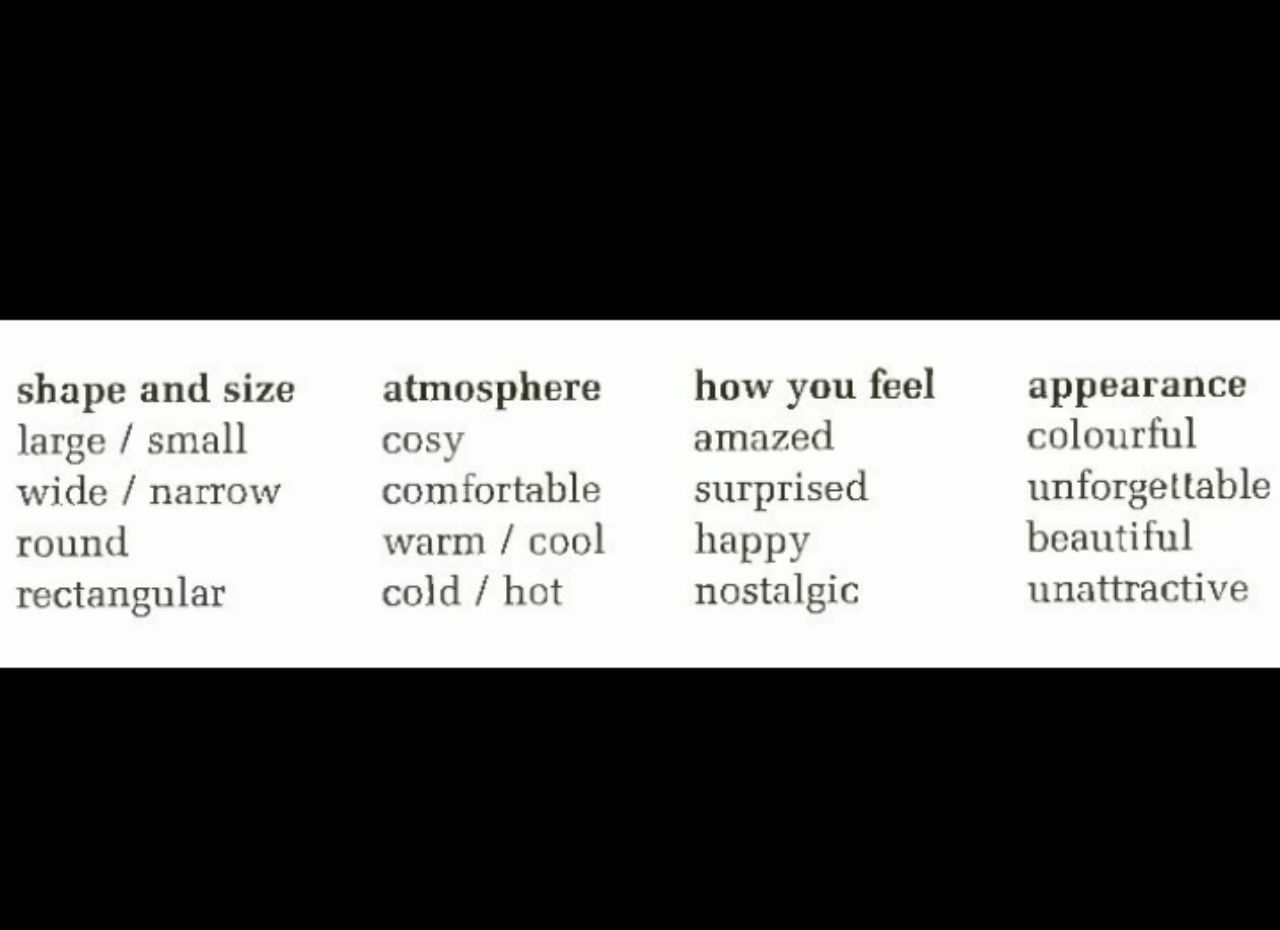 shape and size atmosphere how you feel appearance
large / small cosy amazed colourful
wide / narrow comfortable surprised unforgettable
round warm / cool happy beautiful
rectangular cold / hot nostalgic unattractive